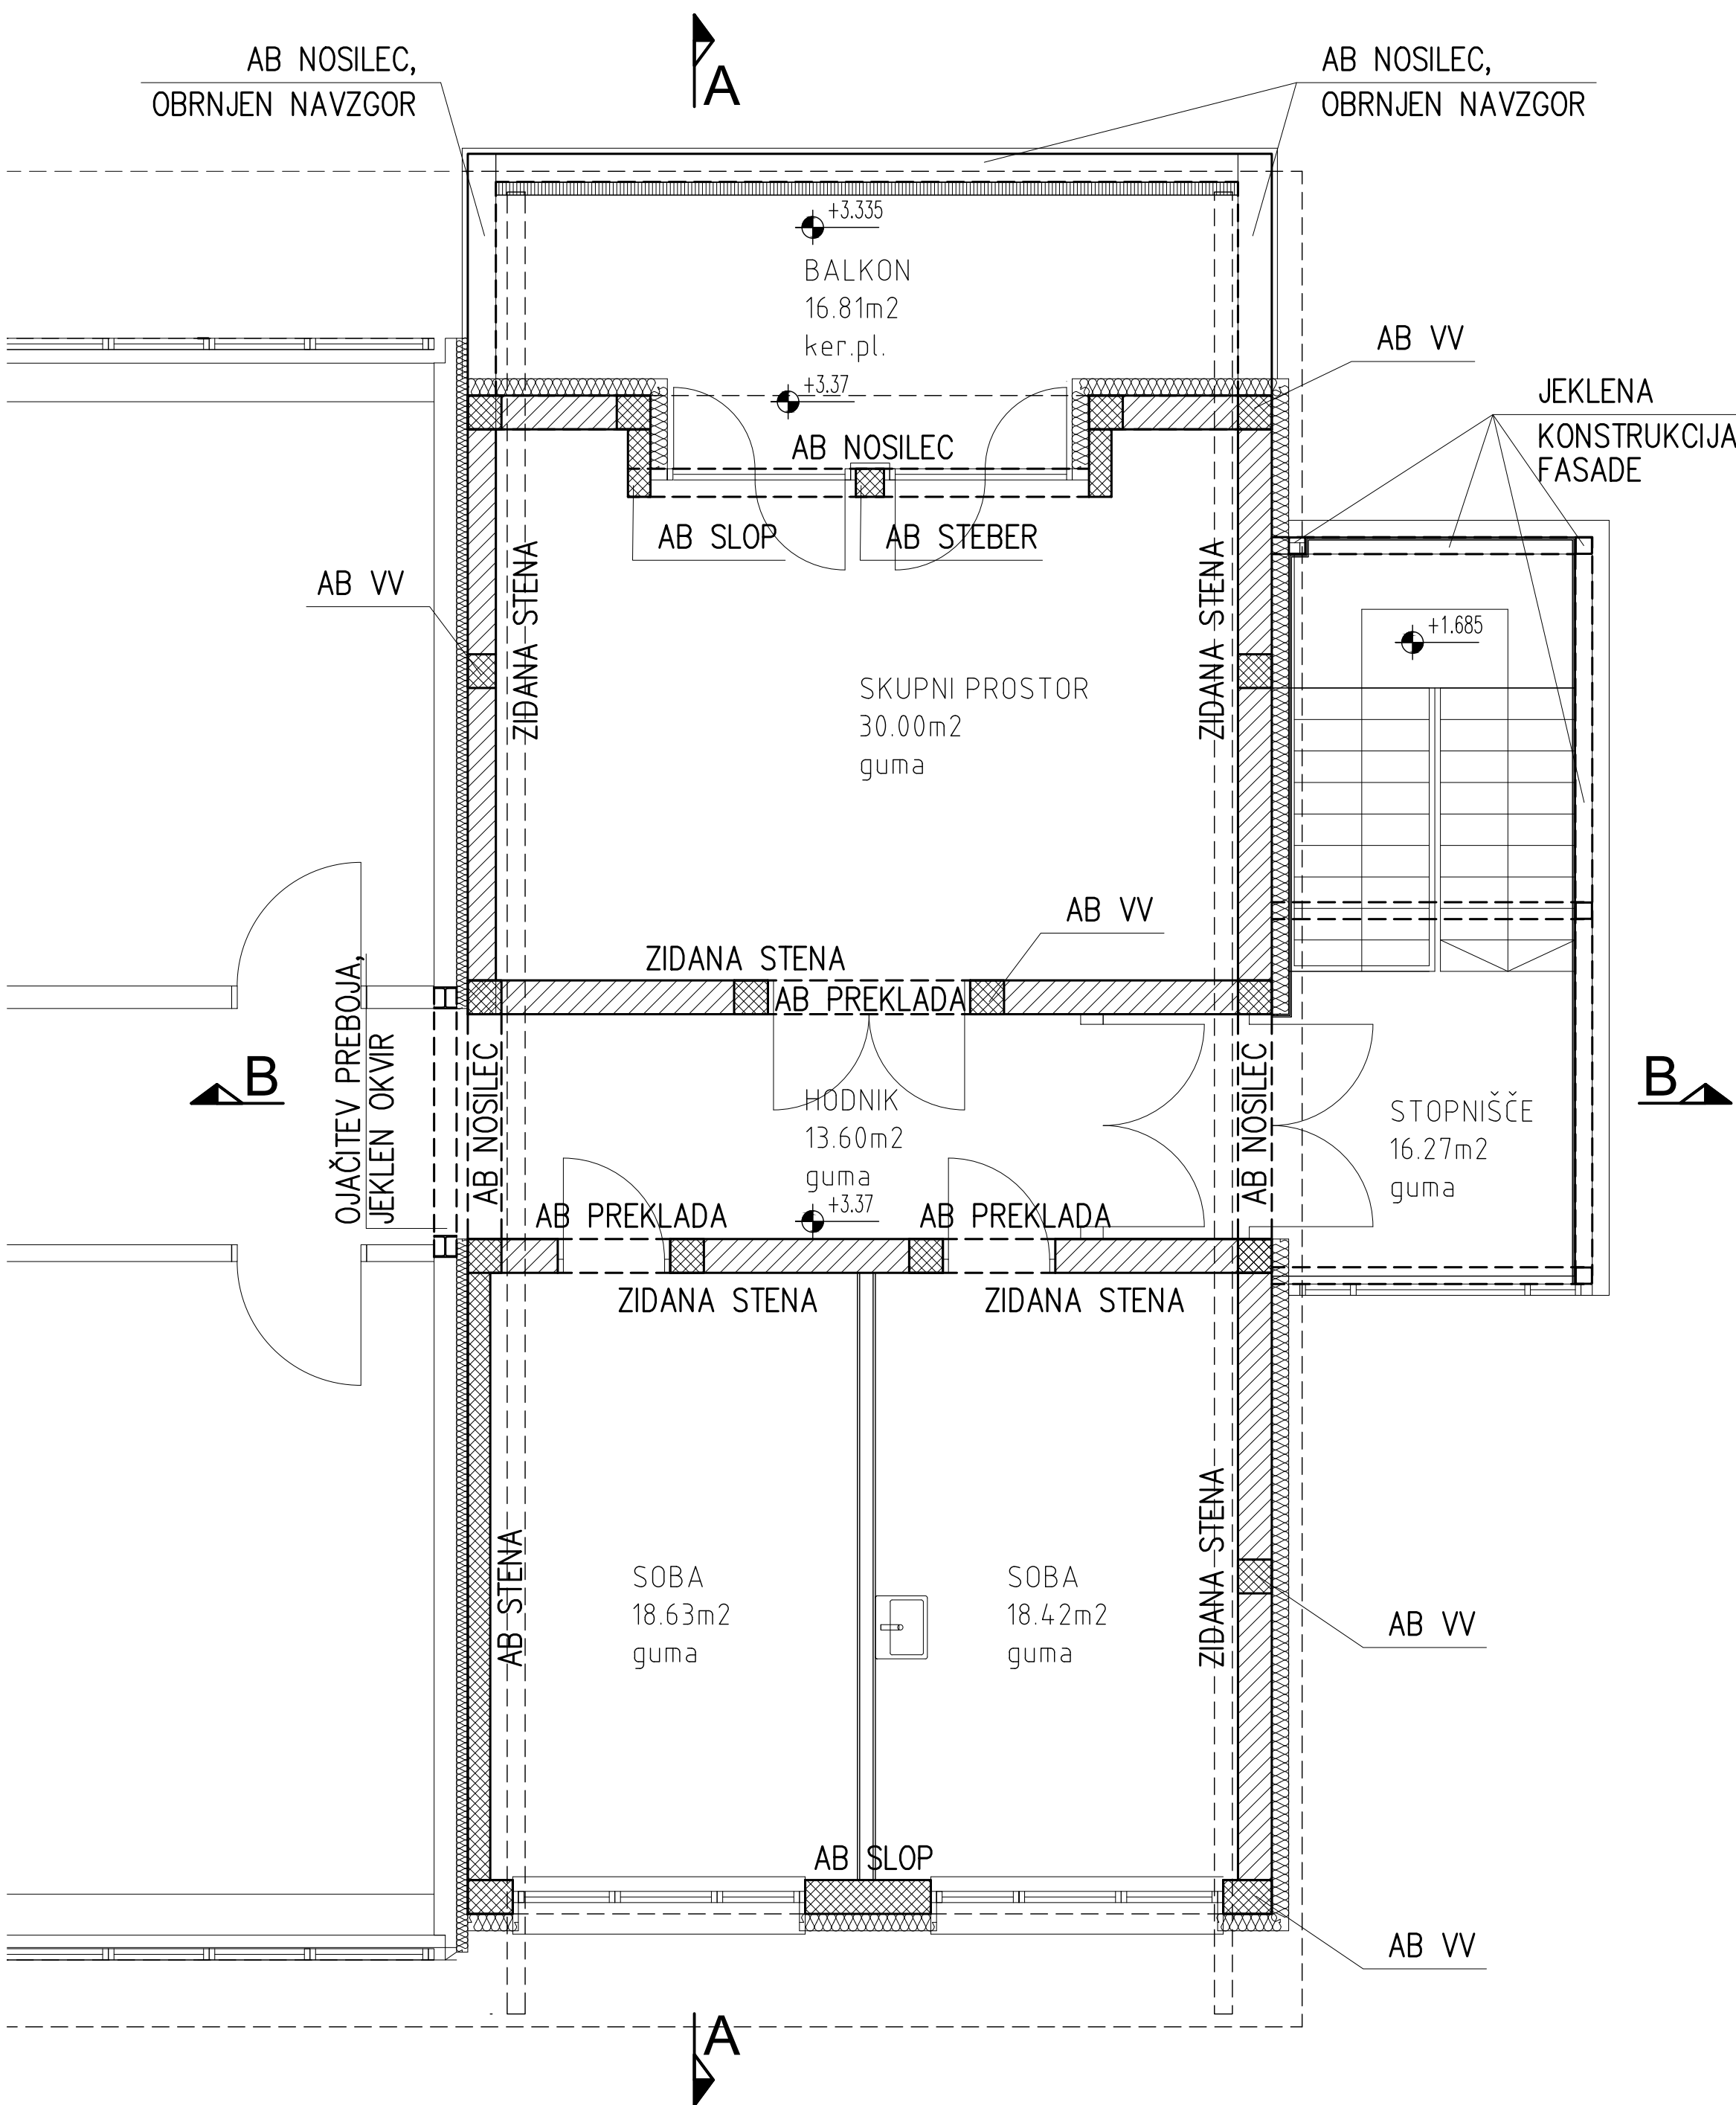 A
AB NOSILEC,
OBRNJEN NAVZGOR
AB NOSILEC,
OBRNJEN NAVZGOR
+3.335
BALKON
16.81m2
ker.pl.
+3.37
AB NOSILEC
AB VV
JEKLENA
KONSTRUKCIJA
FASADE
AB SLOP
AB STEBER
AB VV
ZIDANA STENA
ZIDANA STENA
+1.685
SKUPNI PROSTOR
30.00m2
guma
AB VV
ZIDANA STENA
AB PREKLADA
OJAČITEV PREBOJA,
JEKLEN OKVIR
AB NOSILEC
AB NOSILEC
B
B
HODNIK
13.60m2
guma
+3.37
STOPNIŠČE
16.27m2
guma
AB PREKLADA
AB PREKLADA
ZIDANA STENA
ZIDANA STENA
AB STENA
ZIDANA STENA
SOBA
18.63m2
guma
SOBA
18.42m2
guma
AB VV
AB SLOP
AB VV
A